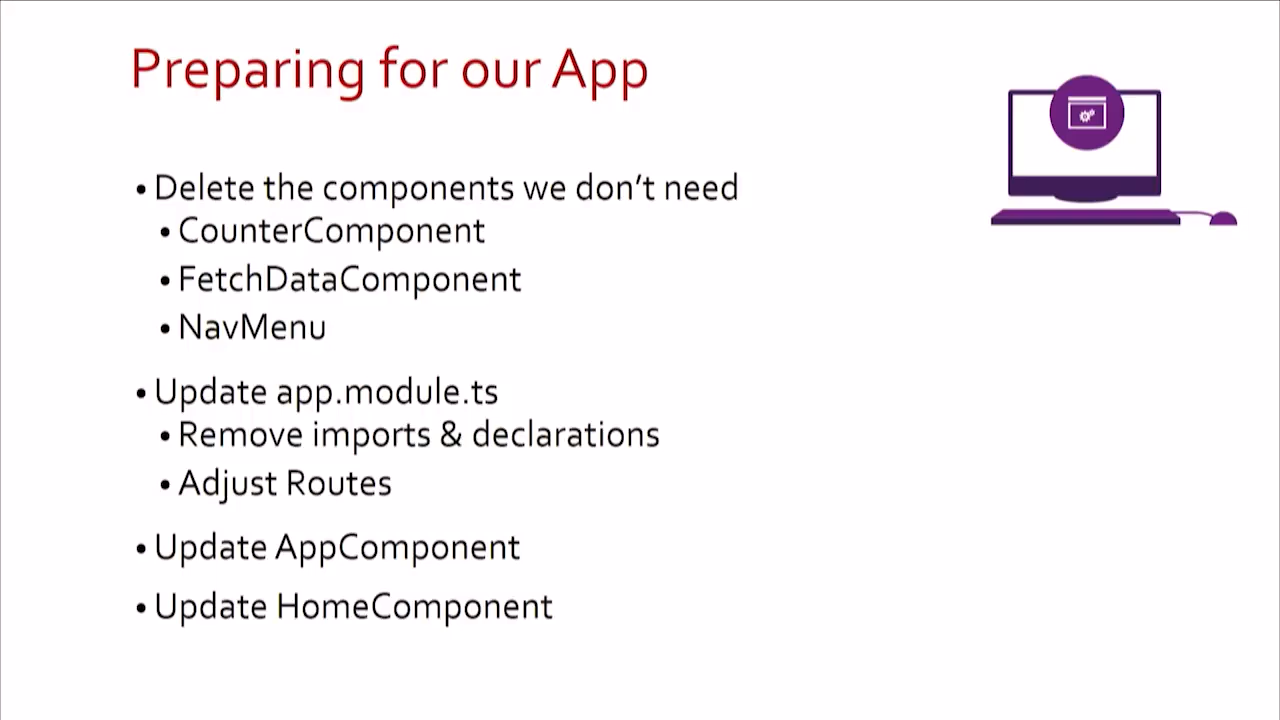 Preparing for our App
• Delete the components we don’t need
• CounterComponent
• FetchDataComponent
• NavMenu
• Update app.module.ts
• Remove imports & declarations
• Adjust Routes
• Update AppComponent
• Update HomeComponent